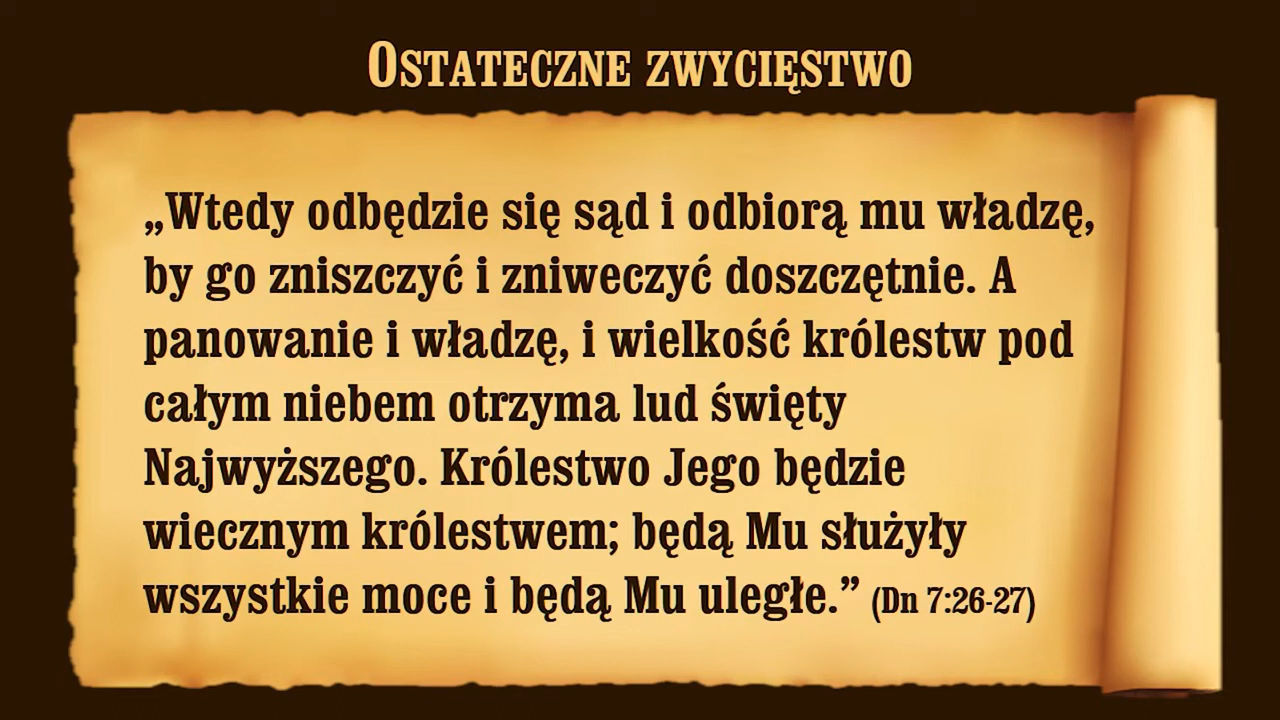 Ostateczne zwycięstwo
„Wtedy odbędzie się sąd i odbiorą mu władzę,
by go zniszczyć i zniweczyć doszczętnie. A
panowanie i władzę, i wielkość królestw pod
całym niebem otrzyma lud święty
Najwyższego. Królestwo Jego będzie
wiecznym królestwem; będą Mu służyły
wszystkie moce i będą Mu uległe.” (Dn 7:26-27)